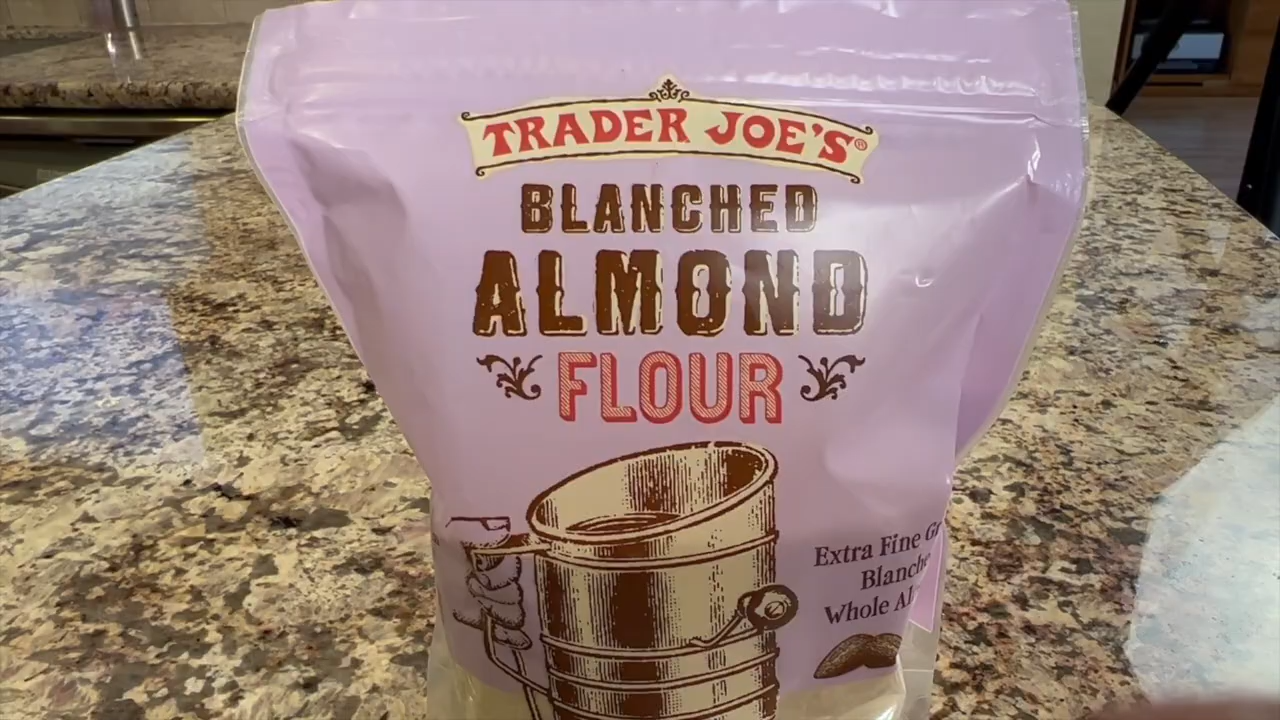 TRADER JOE'S®
BLANCHED
ALMOND
FLOUR
Extra Fine
Whole